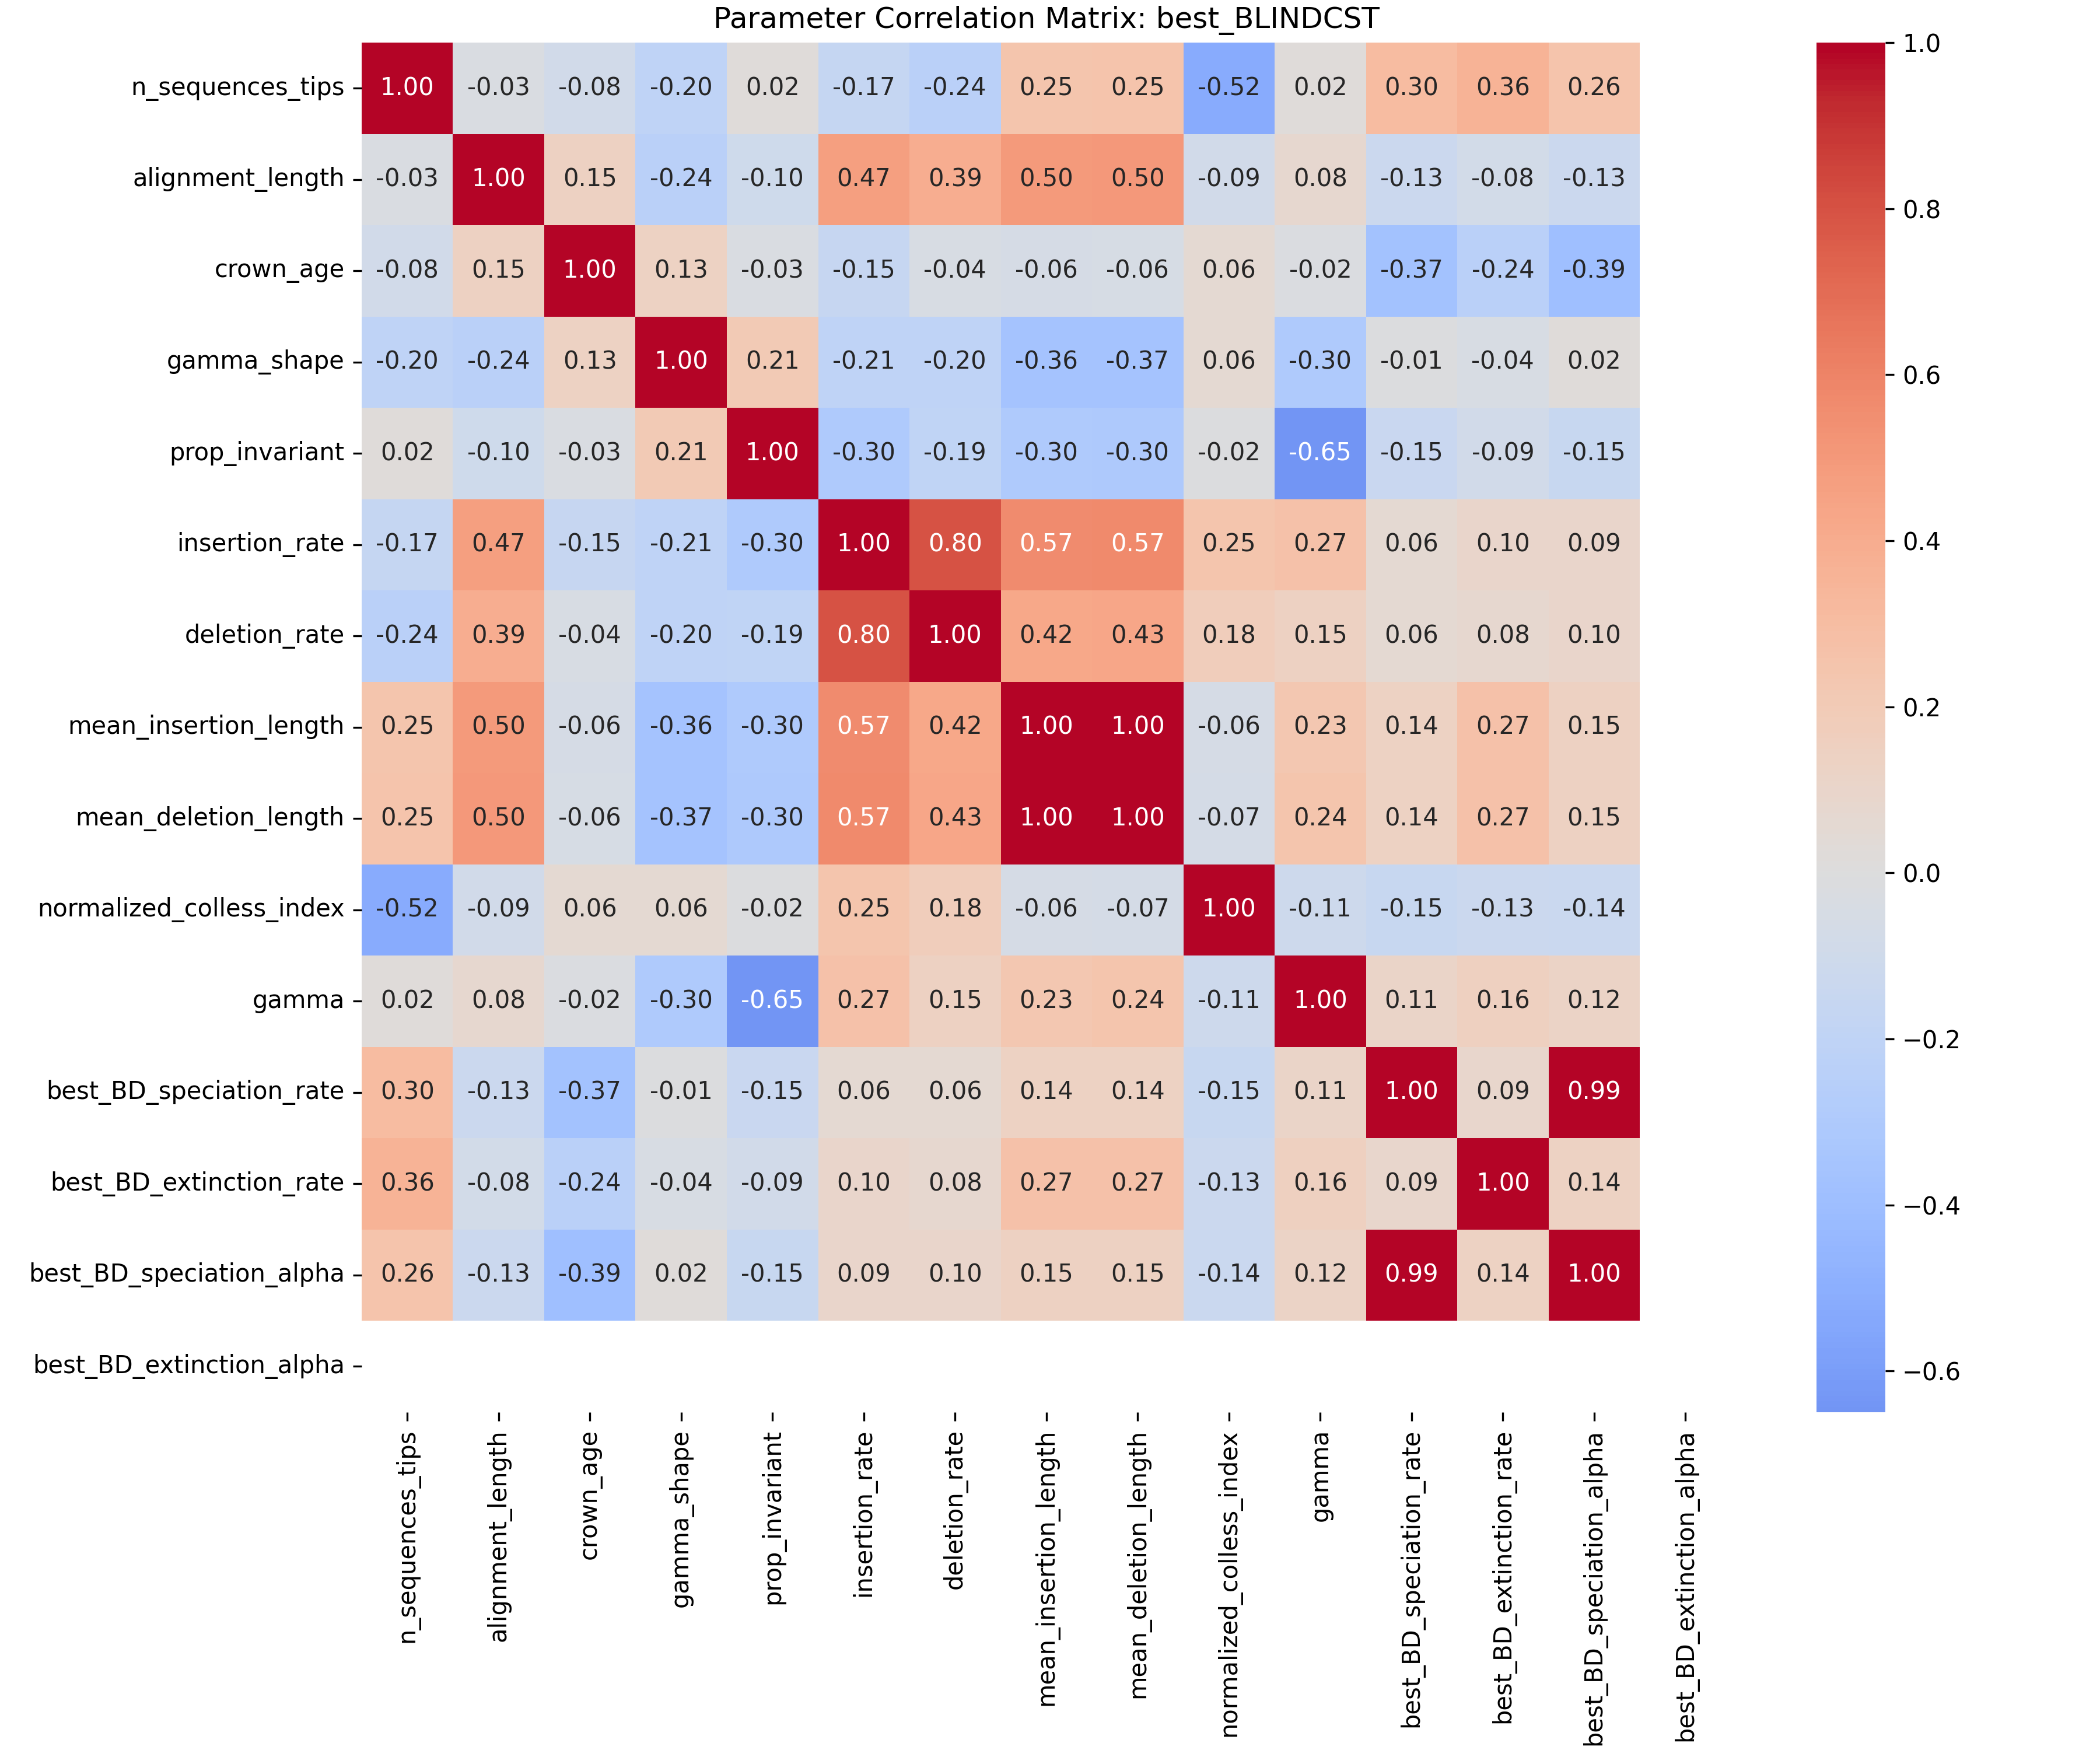 Parameter Correlation Matrix: best_BLINDCST
n_sequences_tips 1.00 -0.03 -0.08 -0.20 0.02 -0.17 -0.24 0.25 0.25 -0.52 0.02 0.30 0.36 0.26
alignment_length -0.03 1.00 0.15 -0.24 -0.10 0.47 0.39 0.50 0.50 -0.09 0.08 -0.13 -0.08 -0.13
crown_age -0.08 0.15 1.00 0.13 -0.03 -0.15 -0.04 -0.06 -0.06 0.06 -0.02 -0.37 -0.24 -0.39
gamma_shape -0.20 -0.24 0.13 1.00 0.21 -0.21 -0.20 -0.36 -0.37 0.06 -0.30 -0.01 -0.04 0.02
prop_invariant 0.02 -0.10 -0.03 0.21 1.00 -0.30 -0.19 -0.30 -0.30 -0.02 -0.65 -0.15 -0.09 -0.15
insertion_rate -0.17 0.47 -0.15 -0.21 -0.30 1.00 0.80 0.57 0.57 0.25 0.27 0.06 0.10 0.09
deletion_rate -0.24 0.39 -0.04 -0.20 -0.19 0.80 1.00 0.42 0.43 0.18 0.15 0.06 0.08 0.10
mean_insertion_length 0.25 0.50 -0.06 -0.36 -0.30 0.57 0.42 1.00 1.00 -0.06 0.23 0.14 0.27 0.15
mean_deletion_length 0.25 0.50 -0.06 -0.37 -0.30 0.57 0.43 1.00 1.00 -0.07 0.24 0.14 0.27 0.15
normalized_colless_index -0.52 -0.09 0.06 0.06 -0.02 0.25 0.18 -0.06 -0.07 1.00 -0.11 -0.15 -0.13 -0.14
gamma 0.02 0.08 -0.02 -0.30 -0.65 0.27 0.15 0.23 0.24 -0.11 1.00 0.11 0.16 0.12
best_BD_speciation_rate 0.30 -0.13 -0.37 -0.01 -0.15 0.06 0.06 0.14 0.14 -0.15 0.11 1.00 0.09 0.99
best_BD_extinction_rate 0.36 -0.08 -0.24 -0.04 -0.09 0.10 0.08 0.27 0.27 -0.13 0.16 0.09 1.00 0.14
best_BD_speciation_alpha 0.26 -0.13 -0.39 0.02 -0.15 0.09 0.10 0.15 0.15 -0.14 0.12 0.99 0.14 1.00
best_BD_extinction_alpha
n_sequences_tips
alignment_length
crown_age
gamma_shape
prop_invariant
insertion_rate
deletion_rate
mean_insertion_length
mean_deletion_length
normalized_colless_index
gamma
best_BD_speciation_rate
best_BD_extinction_rate
best_BD_speciation_alpha
best_BD_extinction_alpha
1.0
0.8
0.6
0.4
0.2
0.0
−0.2
−0.4
−0.6